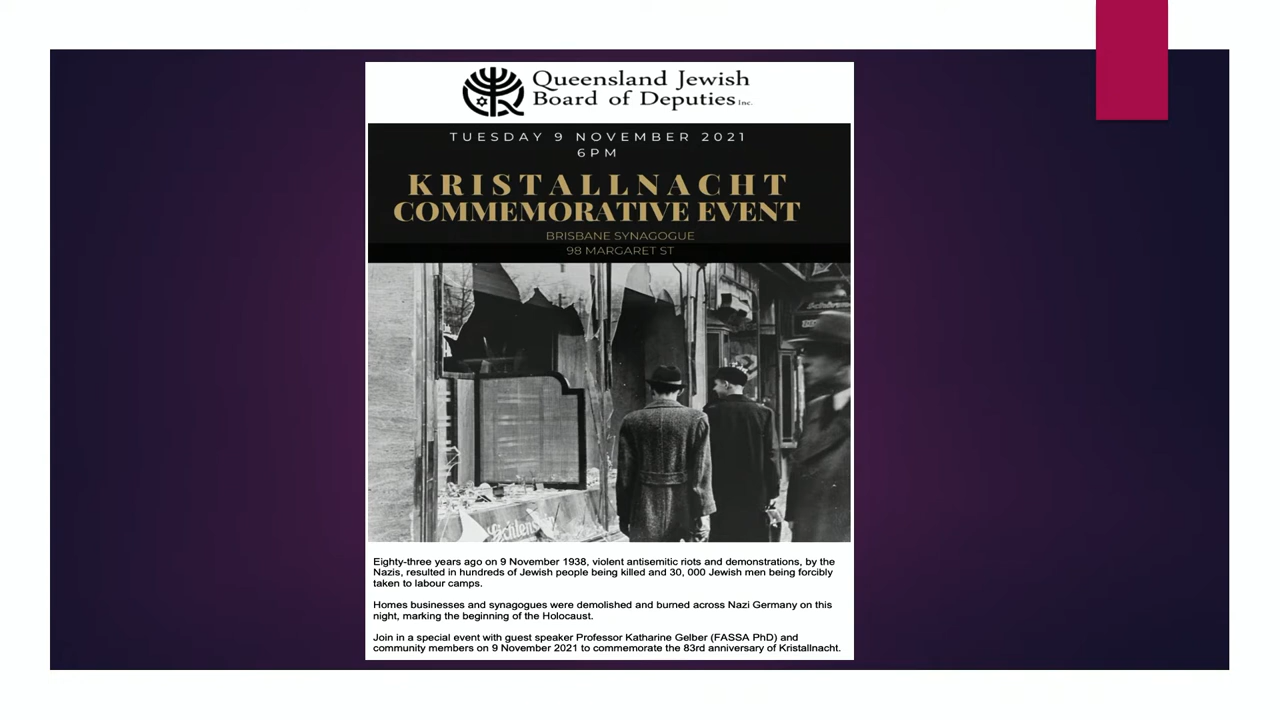 Queensland Jewish
Board of Deputies Inc.
TUESDAY 9 NOVEMBER 2021
6PM
KRISTALLNACHT
COMMEMORATIVE EVENT
BRISBANE SYNAGOGUE
98 MARGARET ST
Lichtenstein
Eighty-three years ago on 9 November 1938, violent antisemitic riots and demonstrations, by the
Nazis, resulted in hundreds of Jewish people being killed and 30, 000 Jewish men being forcibly
taken to labour camps.
Homes businesses and synagogues were demolished and burned across Nazi Germany on this
night, marking the beginning of the Holocaust.
Join in a special event with guest speaker Professor Katharine Gelber (FASSA PhD) and
community members on 9 November 2021 to commemorate the 83rd anniversary of Kristallnacht.